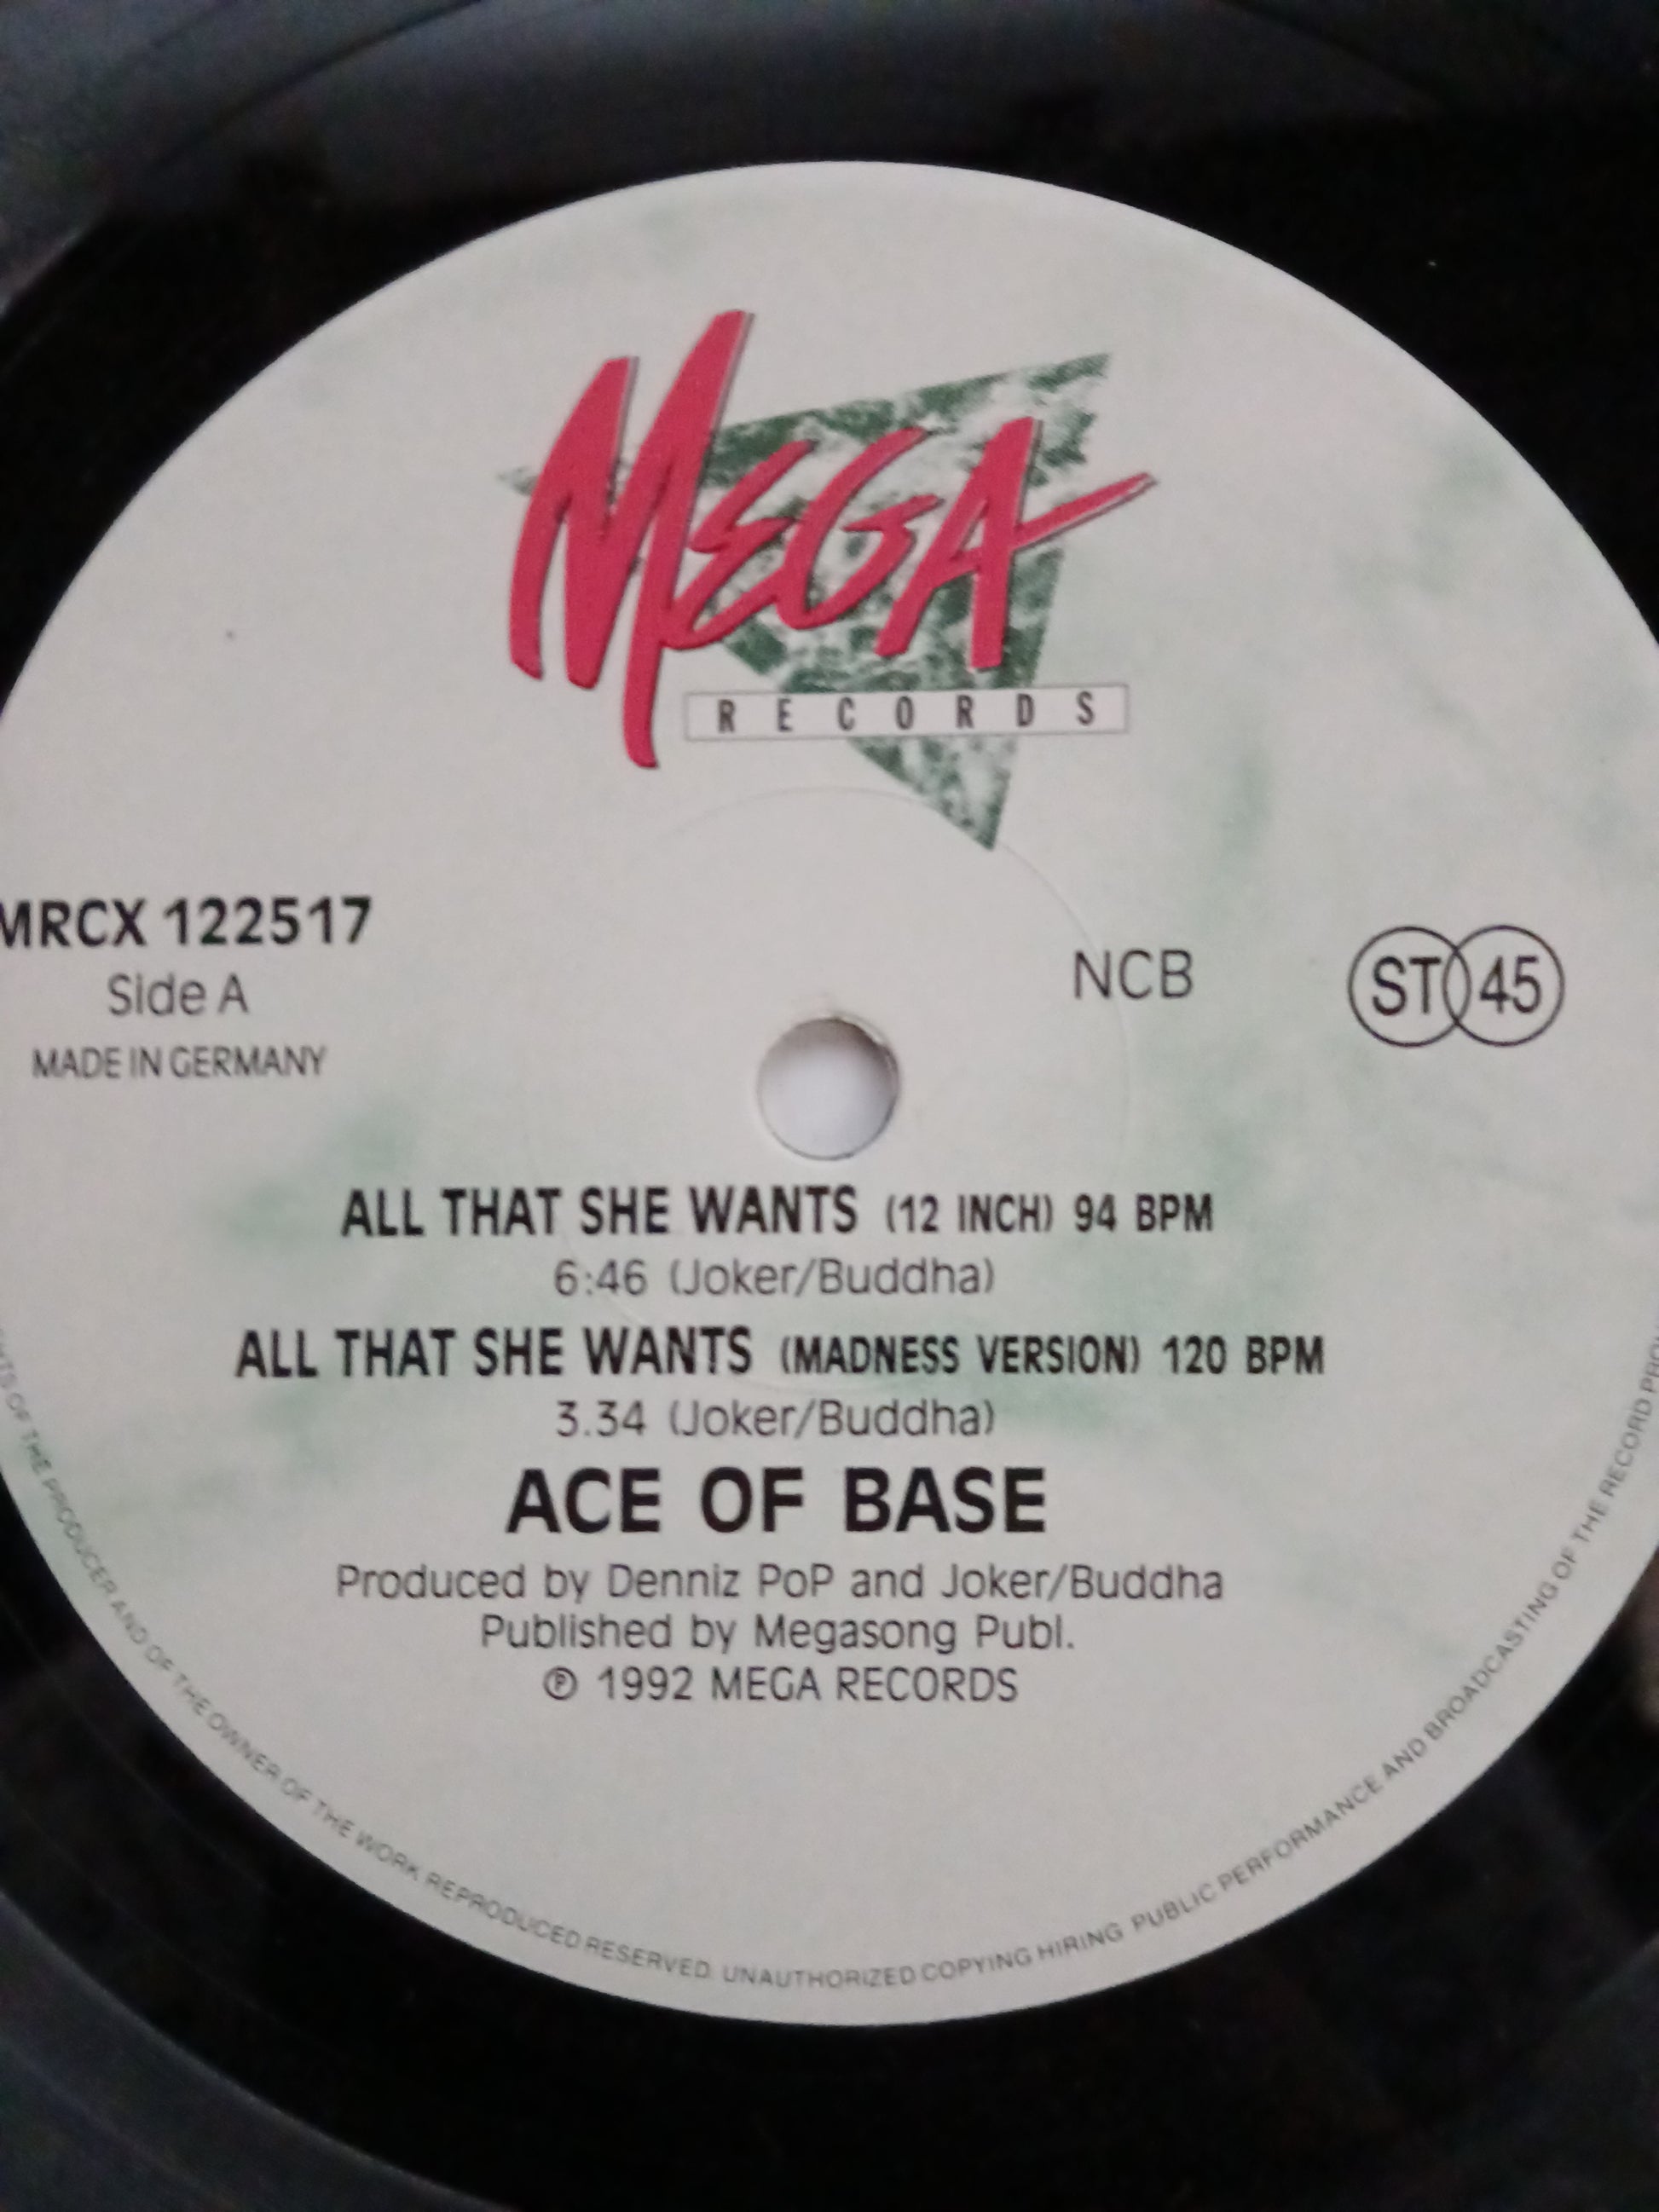 MEGA
RECORDS
MRCX 122517
Side A
MADE IN GERMANY
NCB
ST 45
ALL THAT SHE WANTS (12 INCH) 94 BPM
6:46 (Joker/Buddha)
ALL THAT SHE WANTS (MADNESS VERSION) 120 BPM
3.34 (Joker/Buddha)
ACE OF BASE
Produced by Denniz PoP and Joker/Buddha
Published by Megasong Publ.
℗ 1992 MEGA RECORDS
OF THE PRODUCER AND OF THE OWNER OF THE WORK REPRODUCED RESERVED. UNAUTHORIZED COPYING HIRING PUBLIC PERFORMANCE AND BROADCASTING OF THE RECORD